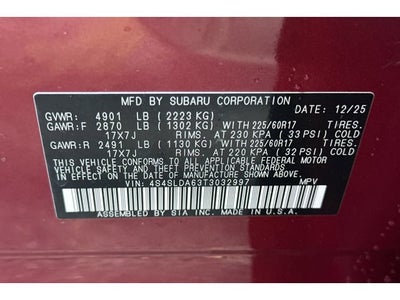 MFD BY SUBARU CORPORATION DATE: 12/25
GVWR: 4901 LB (2223 KG)
GAWR:F 2870 LB (1302 KG) WITH 225/60R17 TIRES,
17X7J RIMS, AT 230 KPA (33 PSI) COLD
GAWR:R 2491 LB (1130 KG) WITH 225/60R17 TIRES,
17X7J RIMS, AT 220 KPA (32 PSI) COLD
THIS VEHICLE CONFORMS TO ALL APPLICABLE FEDERAL MOTOR
VEHICLE SAFETY, BUMPER, AND THEFT PREVENTION
STANDARDS IN EFFECT ON THE DATE OF MANUFACTURE SHOWN ABOVE.
VIN: 4S4SLDA63T3032997 MPV
ASSEMBLED BY SIA INC. IN U.S.A.